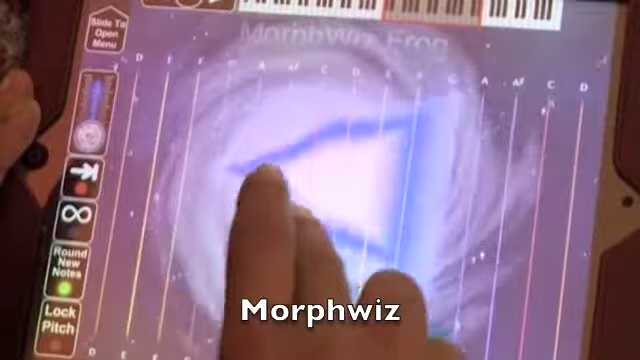 Slide To
Open
Menu
MorphWiz Frog
D E F A C D G A A# C D
∞
Round
New
Notes
Lock
Pitch
Morphwiz
D E F G